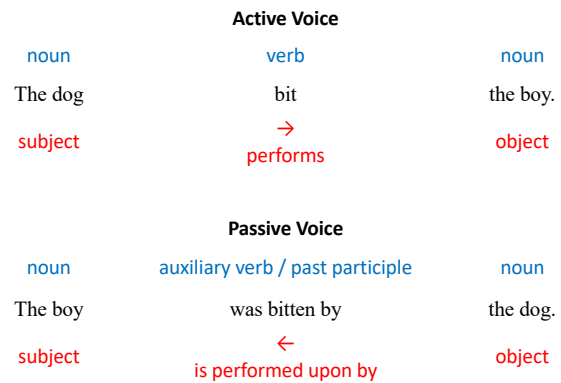 Active Voice
noun verb noun
The dog bit the boy.
subject → object
performs
Passive Voice
noun auxiliary verb / past participle noun
The boy was bitten by the dog.
subject ← object
is performed upon by